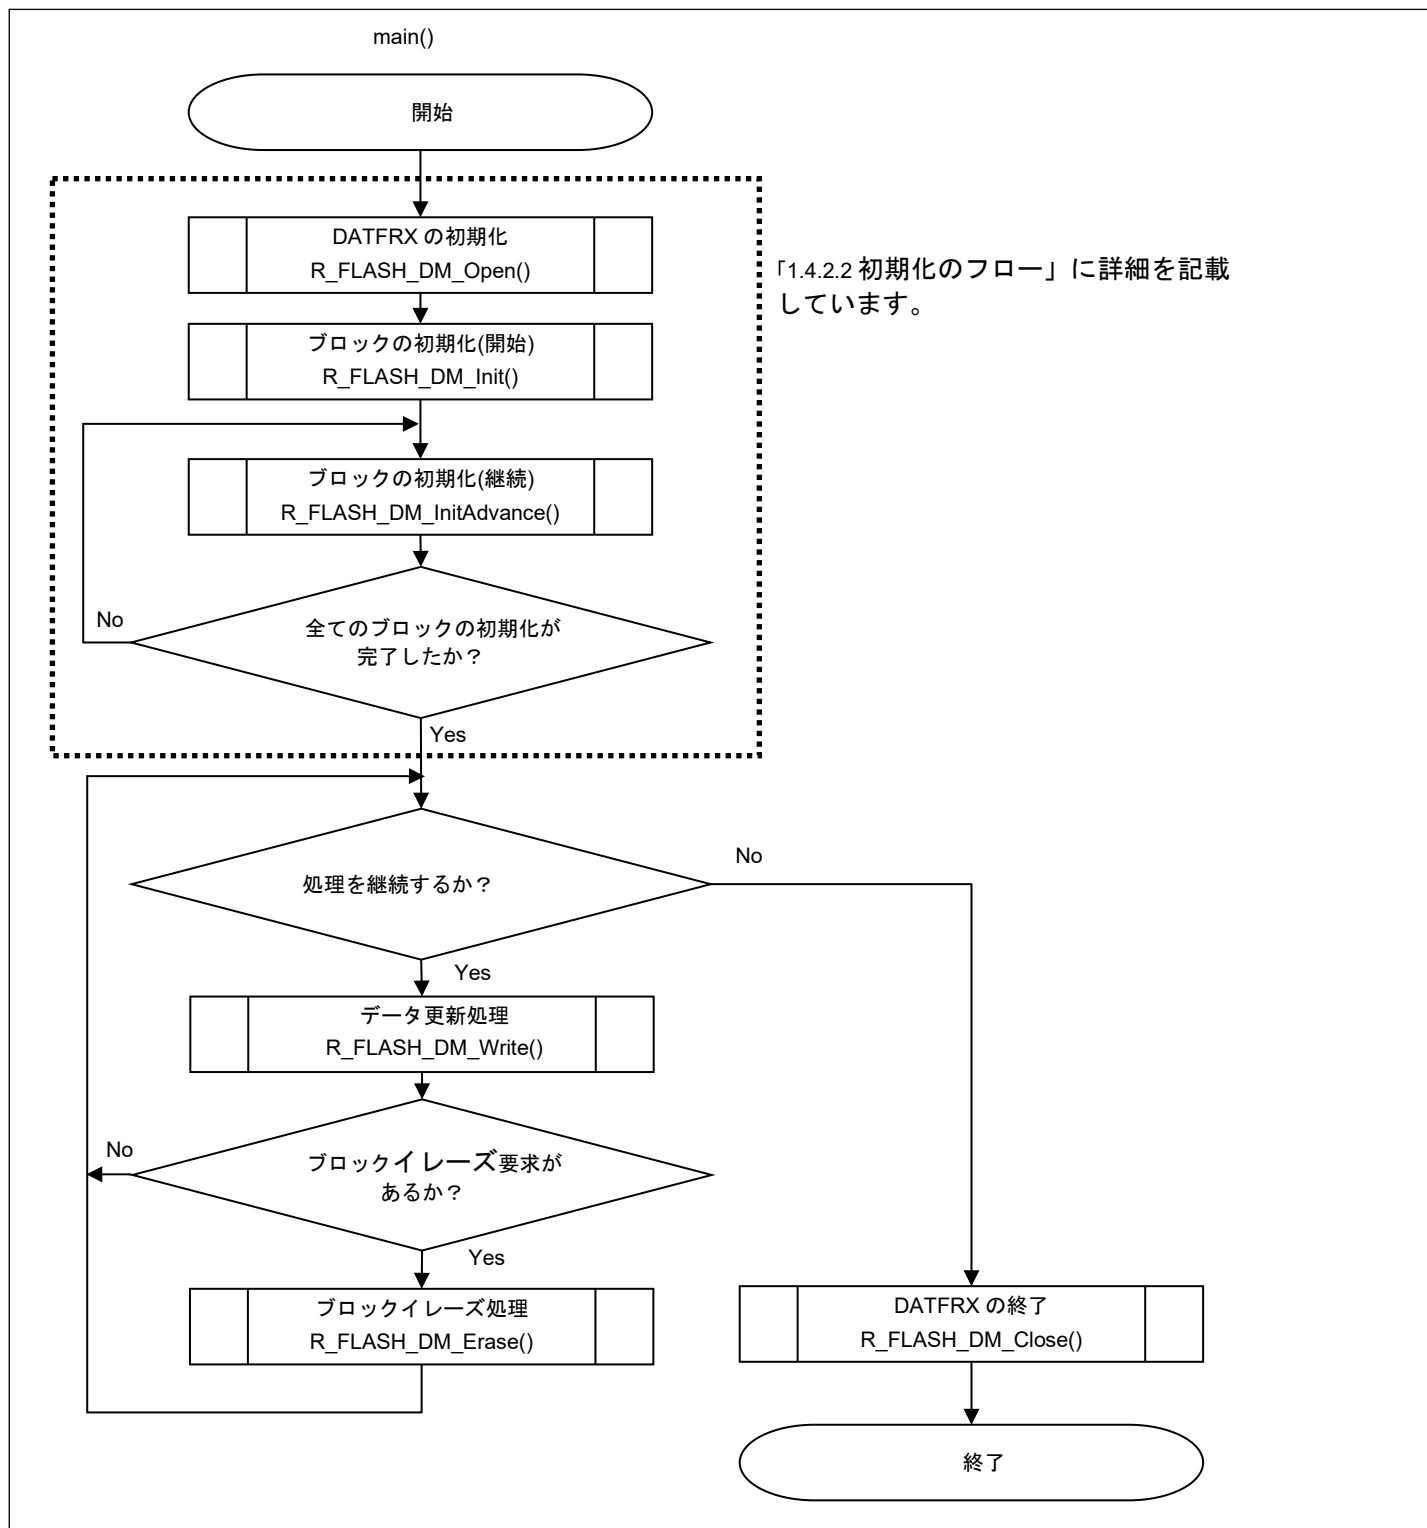 main()
開始
DATFRX の初期化
R_FLASH_DM_Open()
「1.4.2.2 初期化のフロー」に詳細を記載
しています。
ブロックの初期化(開始)
R_FLASH_DM_Init()
ブロックの初期化(継続)
R_FLASH_DM_InitAdvance()
No
全てのブロックの初期化が
完了したか？
Yes
処理を継続するか？
No
Yes
データ更新処理
R_FLASH_DM_Write()
No
ブロックイレーズ要求が
あるか？
Yes
ブロックイレーズ処理
R_FLASH_DM_Erase()
DATFRX の終了
R_FLASH_DM_Close()
終了